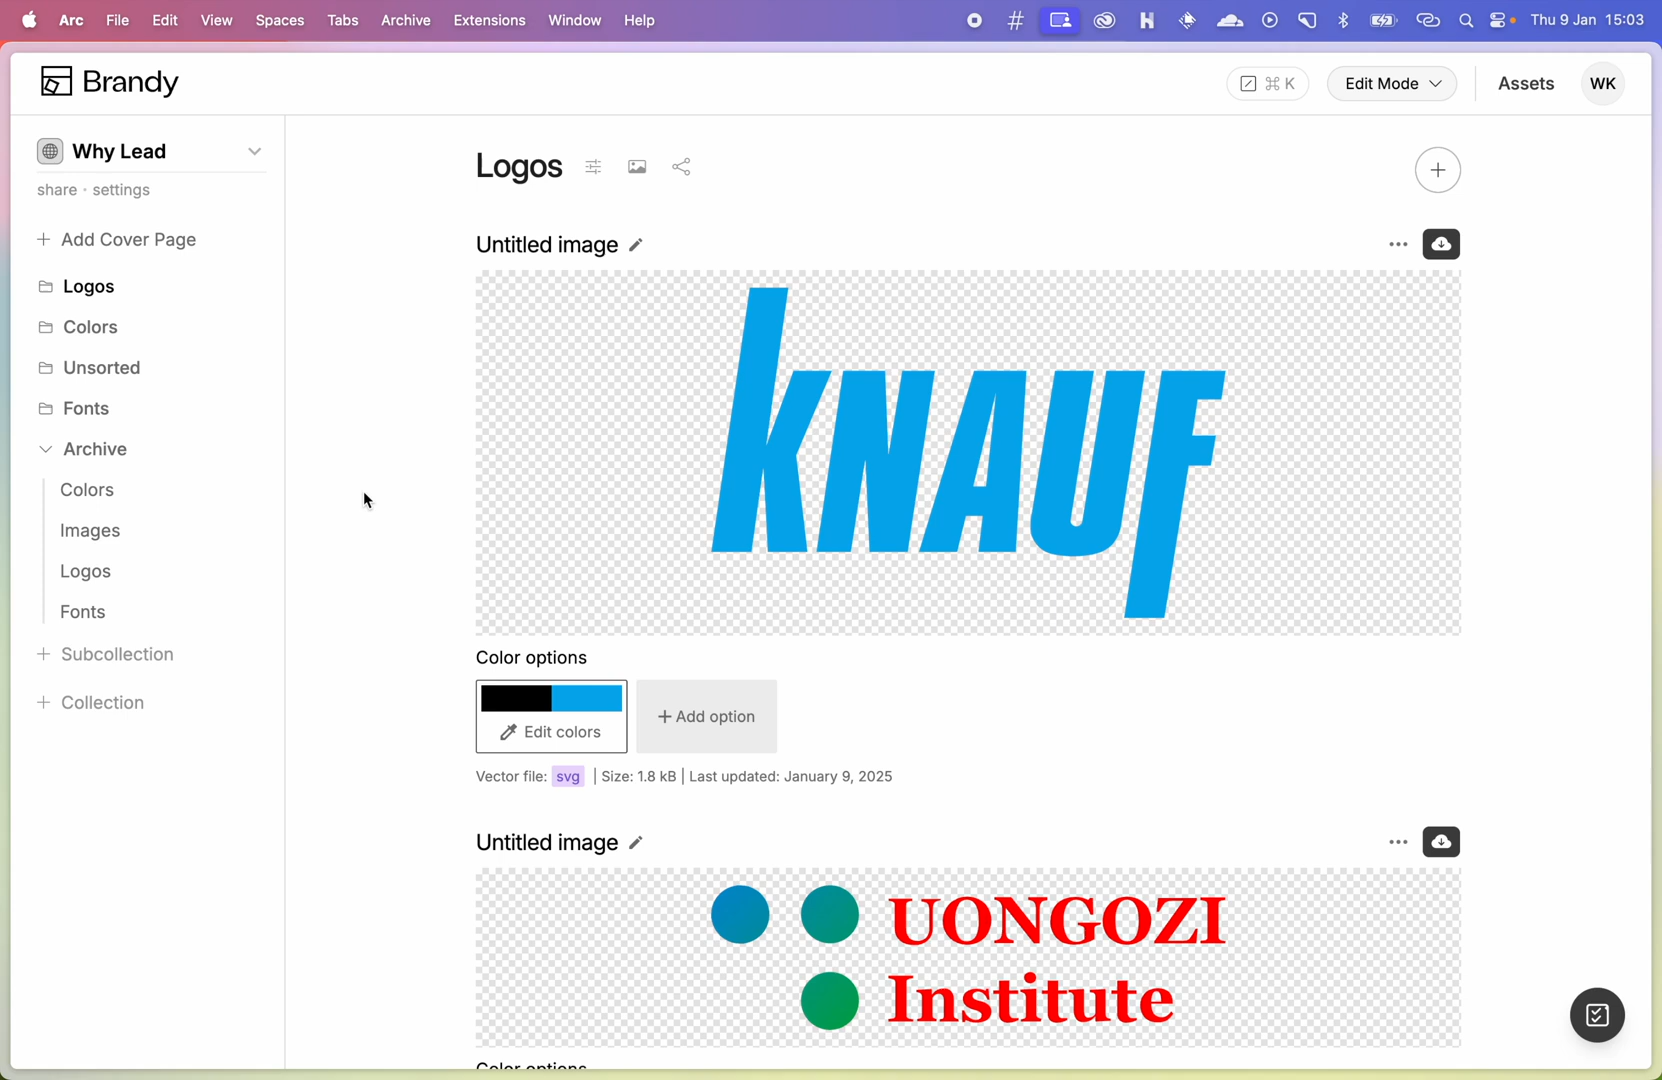 Arc File Edit View Spaces Tabs Archive Extensions Window Help Thu 9 Jan 15:03
Brandy
⌘ K
Edit Mode
Assets
WK
Why Lead
share · settings
+ Add Cover Page
Logos
Colors
Unsorted
Fonts
Archive
Colors
Images
Logos
Fonts
+ Subcollection
+ Collection
Logos
Untitled image
KNAUF
Color options
Edit colors
+ Add option
Vector file: svg | Size: 1.8 kB | Last updated: January 9, 2025
Untitled image
UONGOZI
Institute
Color options